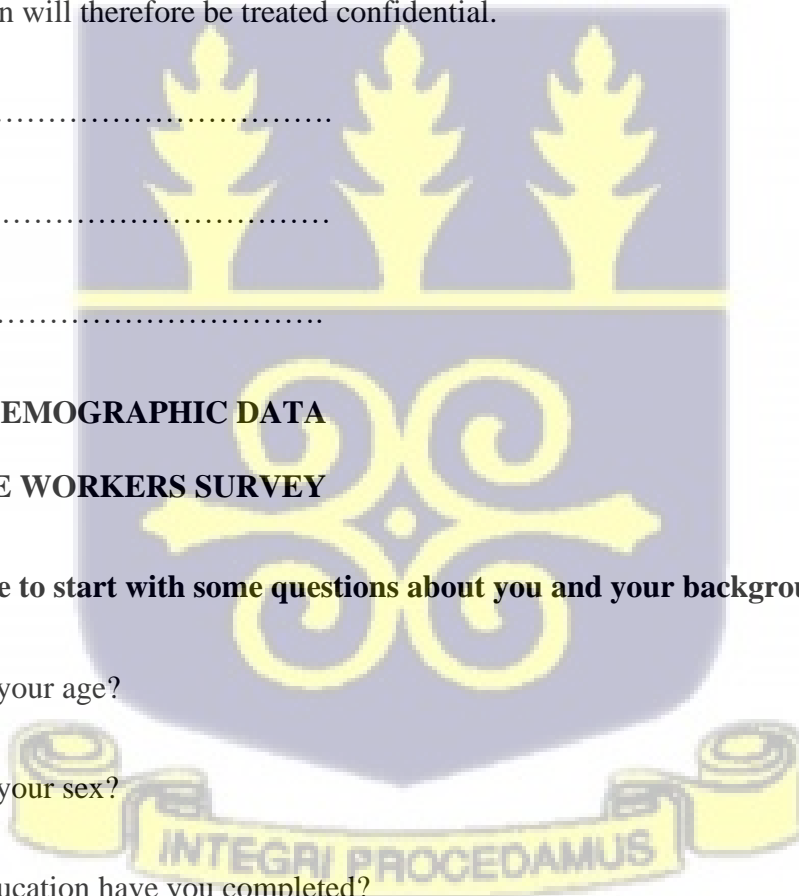 n will therefore be treated confidential.
……………………………….
………………………………
……………………………….
EMOGRAPHIC DATA
E WORKERS SURVEY
e to start with some questions about you and your backgrou
your age?
your sex?
INTEGRI PROCEDAMUS
ucation have you completed?